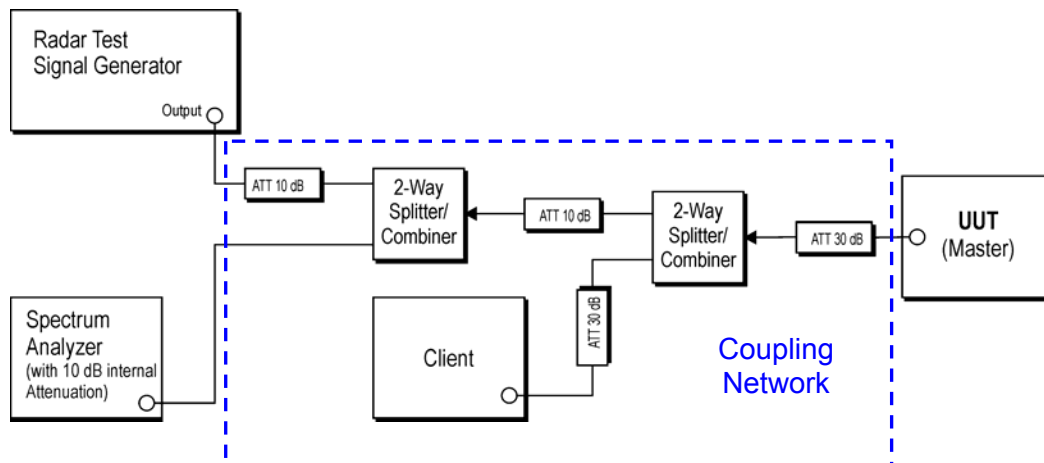 Radar Test
Signal Generator
Output
ATT 10 dB
2-Way
Splitter/
Combiner
ATT 10 dB
2-Way
Splitter/
Combiner
ATT 30 dB
UUT
(Master)
Spectrum
Analyzer
(with 10 dB internal
Attenuation)
Client
ATT 30 dB
Coupling
Network